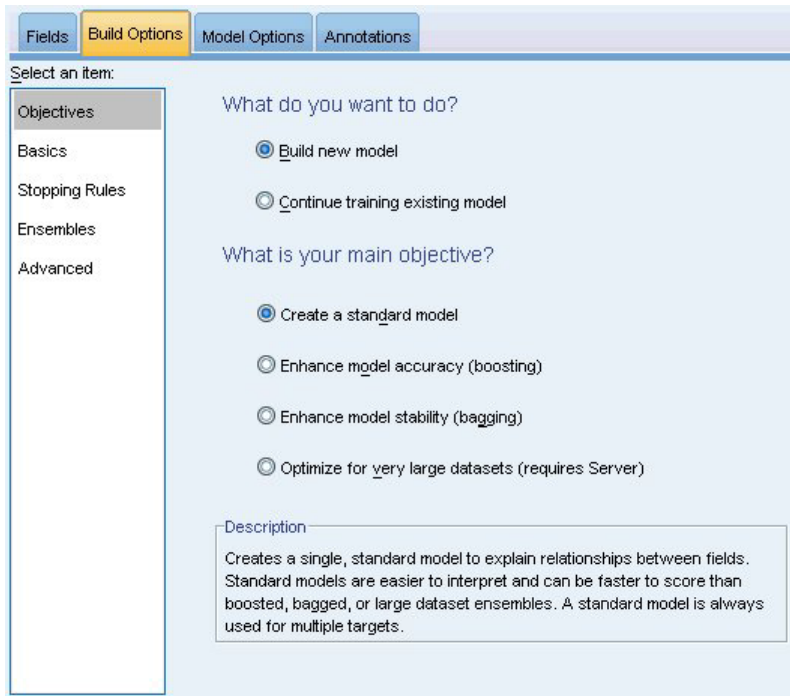 Fields Build Options Model Options Annotations
Select an item:
Objectives
Basics
Stopping Rules
Ensembles
Advanced
What do you want to do?
Build new model
Continue training existing model
What is your main objective?
Create a standard model
Enhance model accuracy (boosting)
Enhance model stability (bagging)
Optimize for very large datasets (requires Server)
Description
Creates a single, standard model to explain relationships between fields.
Standard models are easier to interpret and can be faster to score than
boosted, bagged, or large dataset ensembles. A standard model is always
used for multiple targets.